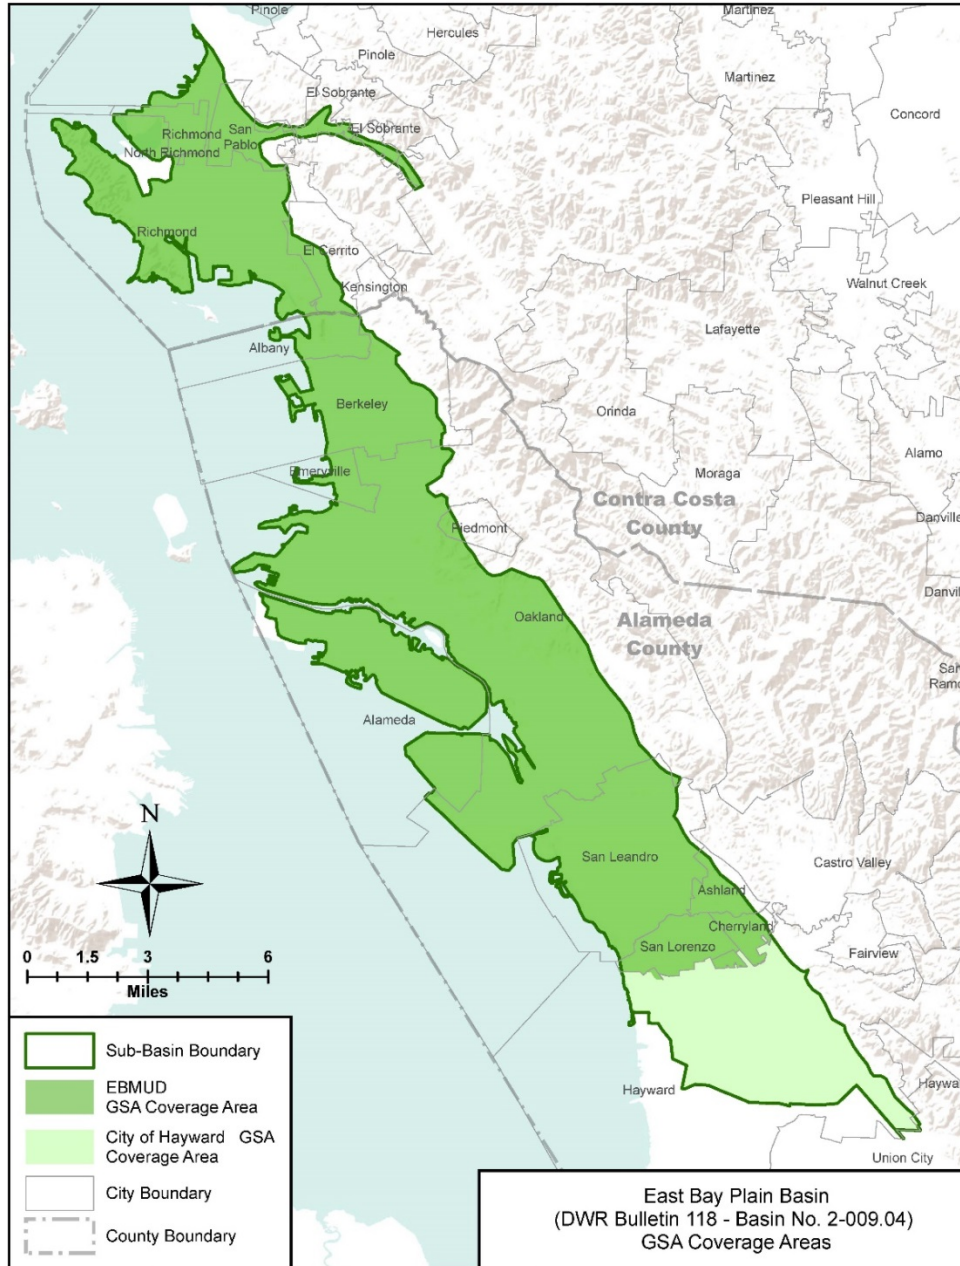 Pinole
Martinez
Hercules
Pinole
Martinez
El Sobrante
Concord
Richmond
San
Pablo
El Sobrante
North Richmond
Pleasant Hill
Richmond
El Cerrito
Kensington
Walnut Creek
Lafayette
Albany
Berkeley
Orinda
Alamo
Emeryville
Moraga
Contra Costa
County
Danville
Piedmont
Oakland
Alameda
County
San
Ramo
Alameda
San Leandro
Castro Valley
Ashland
Cherryland
San Lorenzo
Fairview
Hayward
Union City
N
0 1.5 3 6
Miles
Sub-Basin Boundary
EBMUD
GSA Coverage Area
City of Hayward GSA
Coverage Area
City Boundary
County Boundary
East Bay Plain Basin
(DWR Bulletin 118 - Basin No. 2-009.04)
GSA Coverage Areas